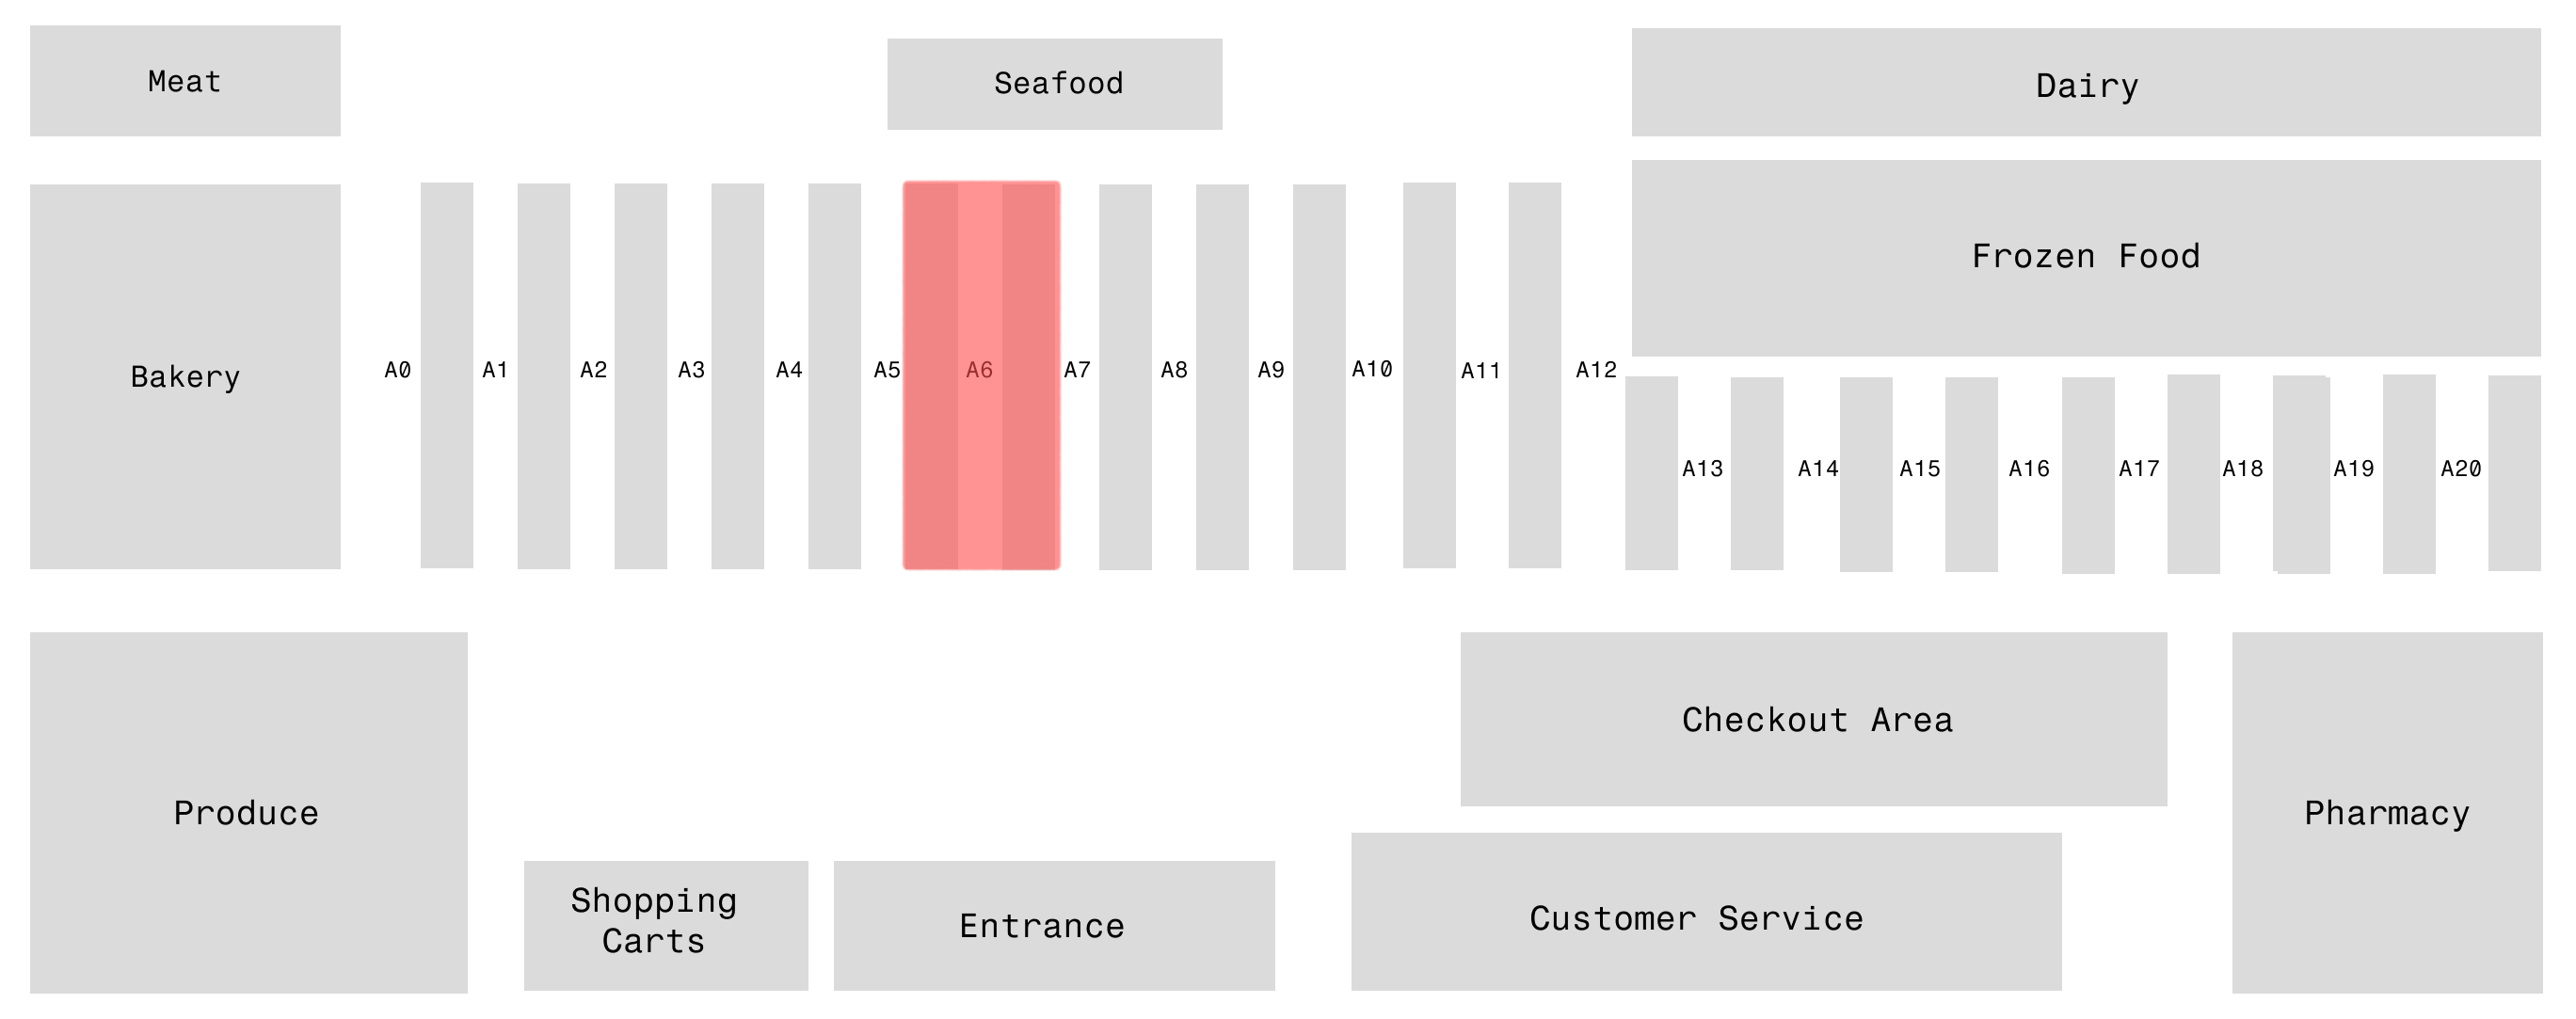 Meat
Seafood
Dairy
Frozen Food
Bakery
A0
A1
A2
A3
A4
A5
A6
A7
A8
A9
A10
A11
A12
A13
A14
A15
A16
A17
A18
A19
A20
Produce
Checkout Area
Pharmacy
Shopping
Carts
Entrance
Customer Service